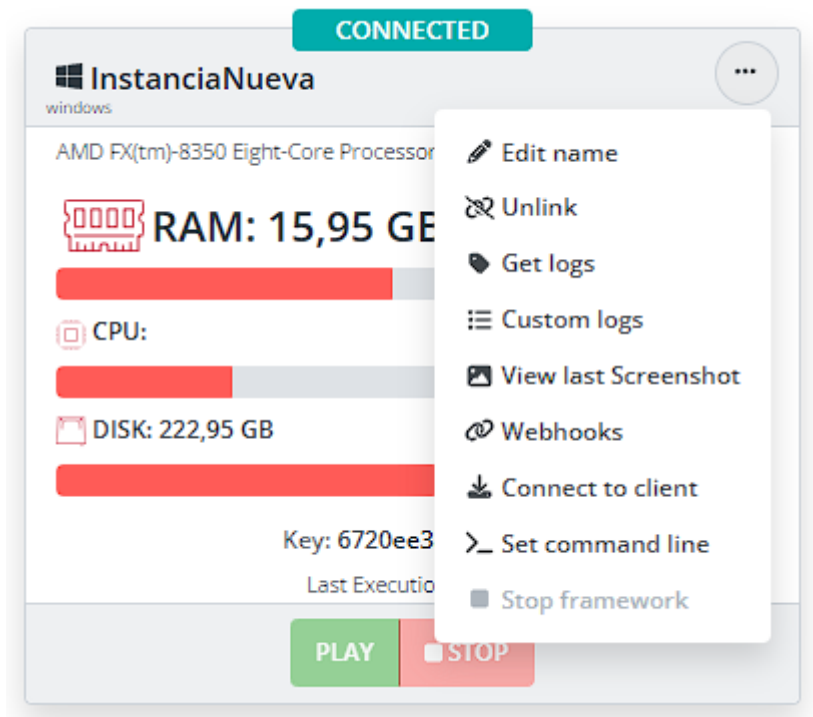 CONNECTED
InstanciaNueva
windows
AMD FX(tm)-8350 Eight-Core Processor
RAM: 15,95 GB
CPU:
DISK: 222,95 GB
Key: 6720ee3
Last Executio
PLAY
STOP
Edit name
Unlink
Get logs
Custom logs
View last Screenshot
Webhooks
Connect to client
Set command line
Stop framework